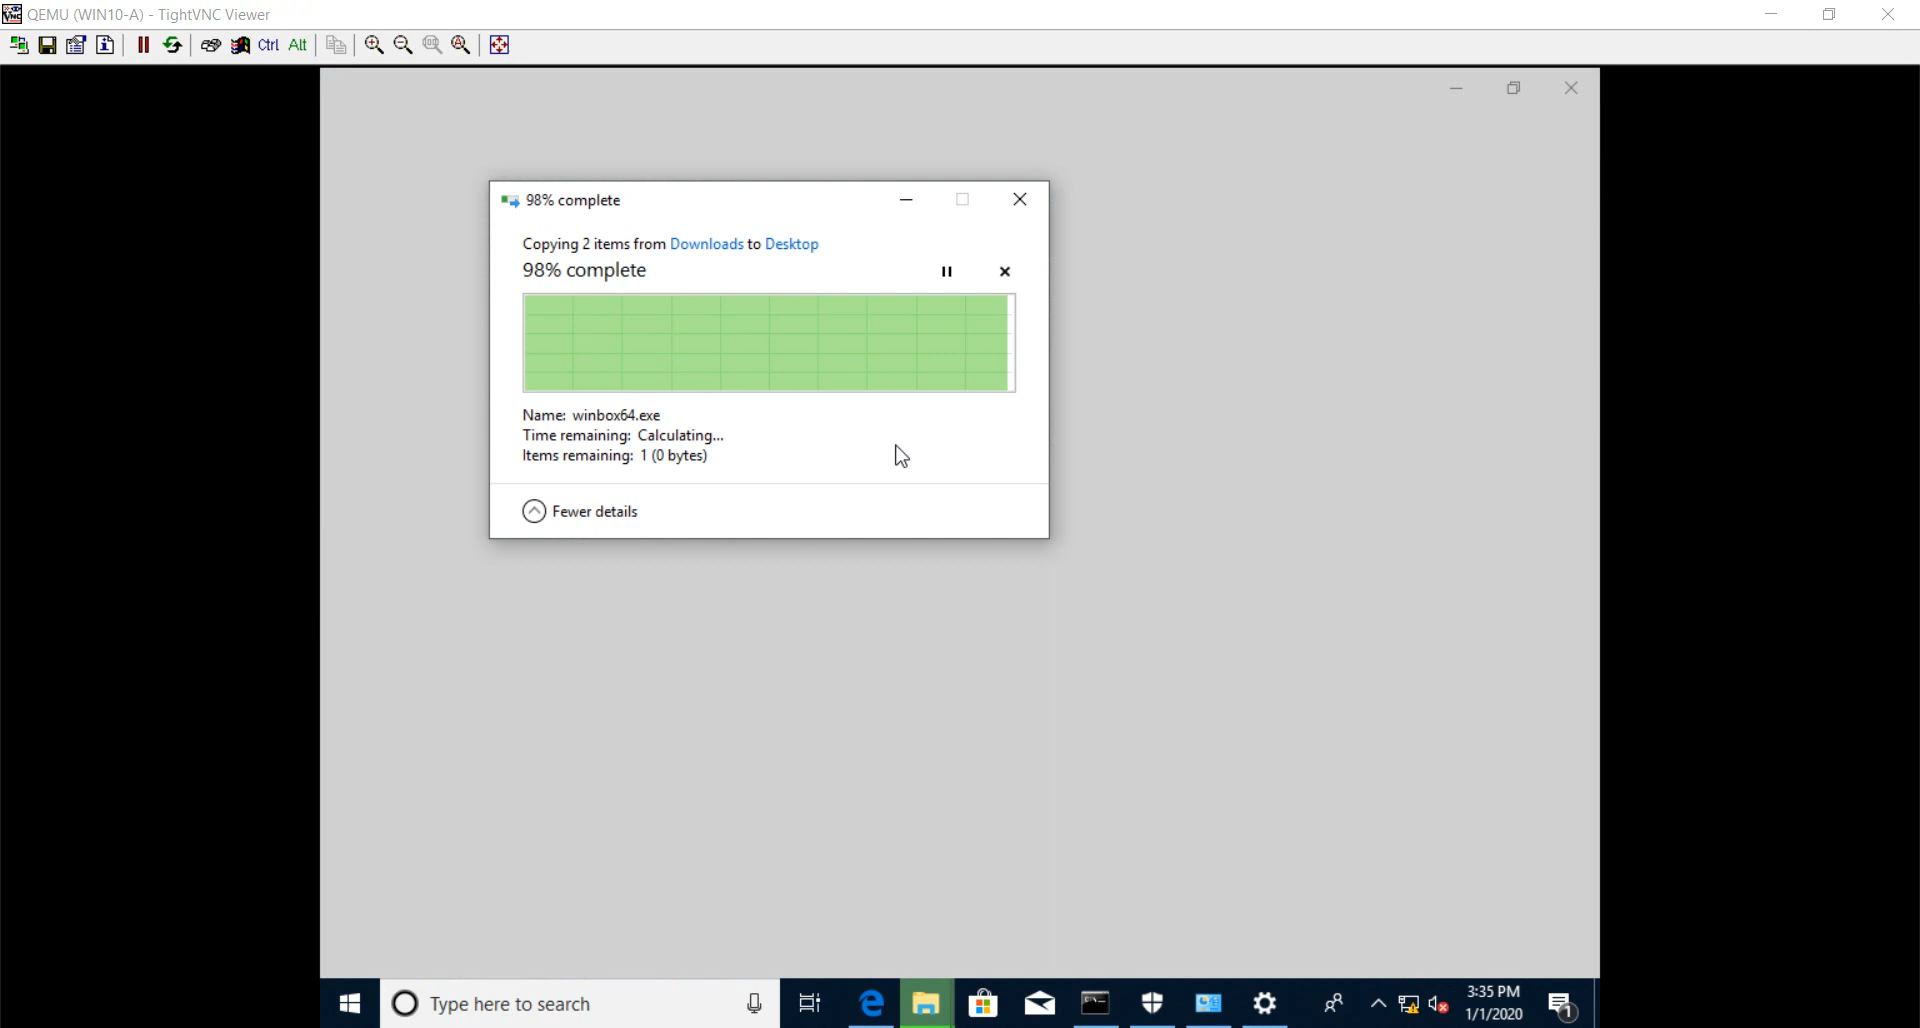 QEMU (WIN10-A) - TightVNC Viewer
Ctrl Alt
98% complete
Copying 2 items from Downloads to Desktop
98% complete
Name: winbox64.exe
Time remaining: Calculating...
Items remaining: 1 (0 bytes)
Fewer details
Type here to search
3:35 PM
1/1/2020
1